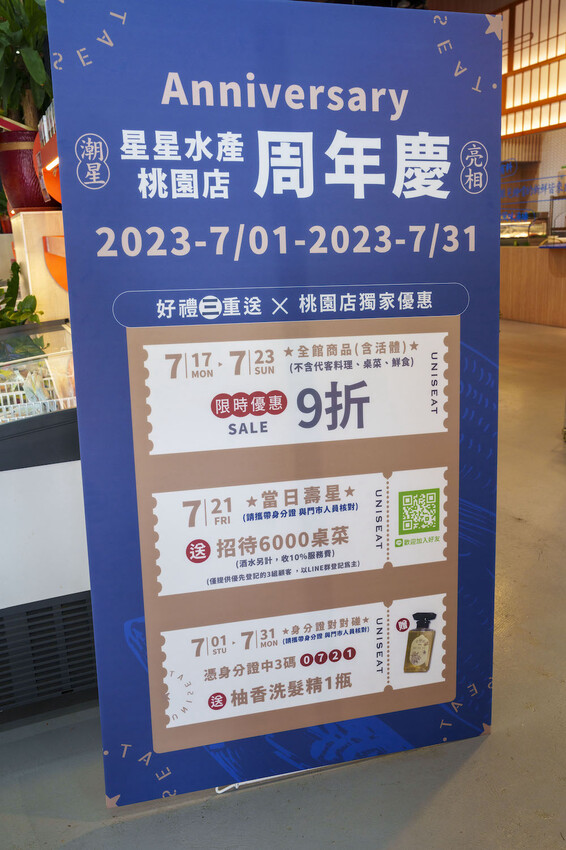 TASEAT
TASEAT
Anniversary
潮星
星星水產
桃園店
周年慶
亮相
2023-7/01-2023-7/31
好禮三重送 × 桃園店獨家優惠
7|17 MON ▸ 7|23 SUN
★全館商品(含活體)★
(不含代客料理、桌菜、鮮食)
限時優惠
SALE
9折
UNISEAT
7|21 FRI
★當日壽星★
(請攜帶身分證 與門市人員核對)
送 招待6000桌菜
(酒水另計，收10%服務費)
(僅提供優先登記的3組顧客，以LINE群登記為主)
UNISEAT
歡迎加入好友
7|01 STU ▸ 7|31 MON
★身分證對對碰★
(請攜帶身分證 與門市人員核對)
憑身分證中3碼 0721
送 柚香洗髮精1瓶
UNISEAT
贈